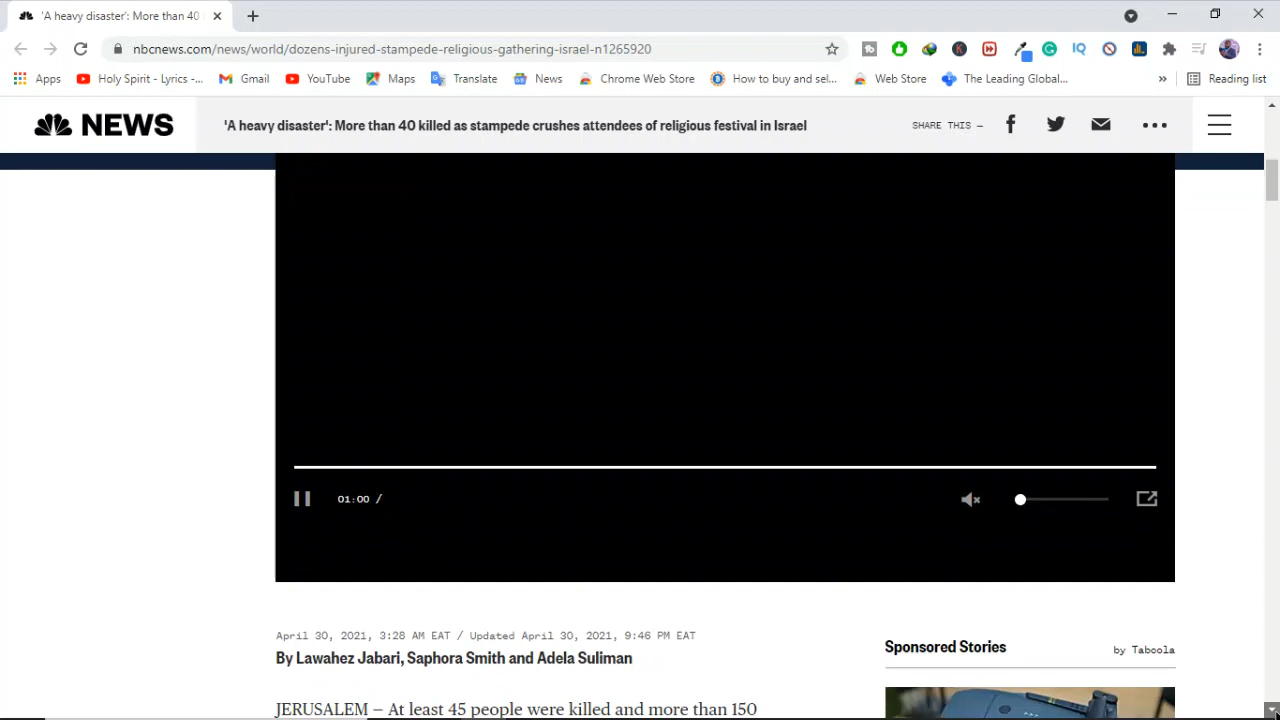 'A heavy disaster': More than 40
nbcnews.com/news/world/dozens-injured-stampede-religious-gathering-israel-n1265920
Apps
Holy Spirit - Lyrics -...
Gmail
YouTube
Maps
Translate
News
Chrome Web Store
How to buy and sel...
Web Store
The Leading Global...
»
Reading list
NEWS
'A heavy disaster': More than 40 killed as stampede crushes attendees of religious festival in Israel
SHARE THIS —
01:00 /
April 30, 2021, 3:28 AM EAT / Updated April 30, 2021, 9:46 PM EAT
By Lawahez Jabari, Saphora Smith and Adela Suliman
Sponsored Stories
by Taboola
JERUSALEM — At least 45 people were killed and more than 150